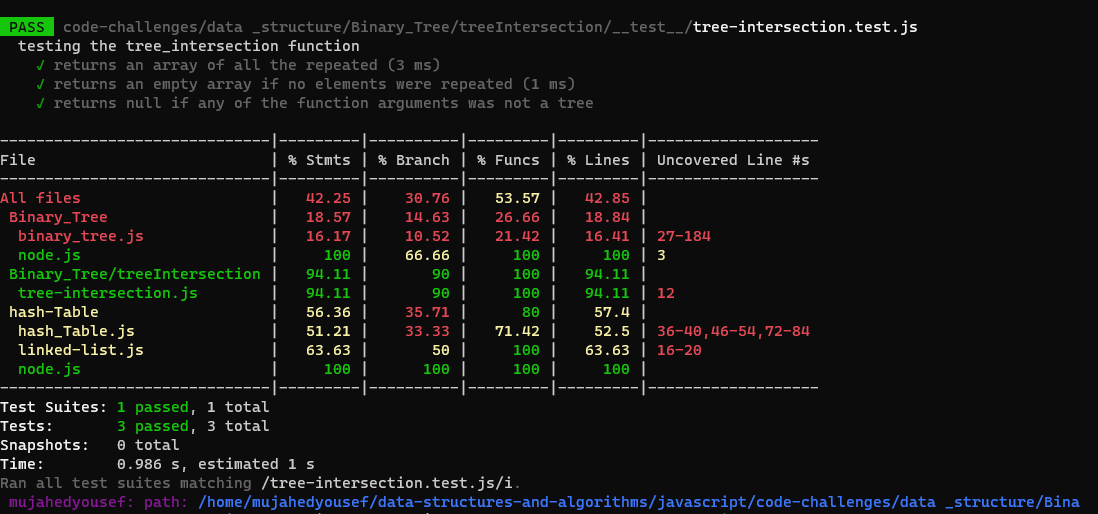 PASS code-challenges/data _structure/Binary_Tree/treeIntersection/__test__/tree-intersection.test.js
testing the tree_intersection function
√ returns an array of all the repeated (3 ms)
√ returns an empty array if no elements were repeated (1 ms)
√ returns null if any of the function arguments was not a tree
------------------------------|---------|----------|---------|---------|-------------------
File | % Stmts | % Branch | % Funcs | % Lines | Uncovered Line #s
------------------------------|---------|----------|---------|---------|-------------------
All files | 42.25 | 30.76 | 53.57 | 42.85 |
Binary_Tree | 18.57 | 14.63 | 26.66 | 18.84 |
binary_tree.js | 16.17 | 10.52 | 21.42 | 16.41 | 27-184
node.js | 100 | 66.66 | 100 | 100 | 3
Binary_Tree/treeIntersection | 94.11 | 90 | 100 | 94.11 |
tree-intersection.js | 94.11 | 90 | 100 | 94.11 | 12
hash-Table | 56.36 | 35.71 | 80 | 57.4 |
hash_Table.js | 51.21 | 33.33 | 71.42 | 52.5 | 36-40,46-54,72-84
linked-list.js | 63.63 | 50 | 100 | 63.63 | 16-20
node.js | 100 | 100 | 100 | 100 |
------------------------------|---------|----------|---------|---------|-------------------
Test Suites: 1 passed, 1 total
Tests: 3 passed, 3 total
Snapshots: 0 total
Time: 0.986 s, estimated 1 s
Ran all test suites matching /tree-intersection.test.js/i.
mujahedyousef: path: /home/mujahedyousef/data-structures-and-algorithms/javascript/code-challenges/data _structure/Bina